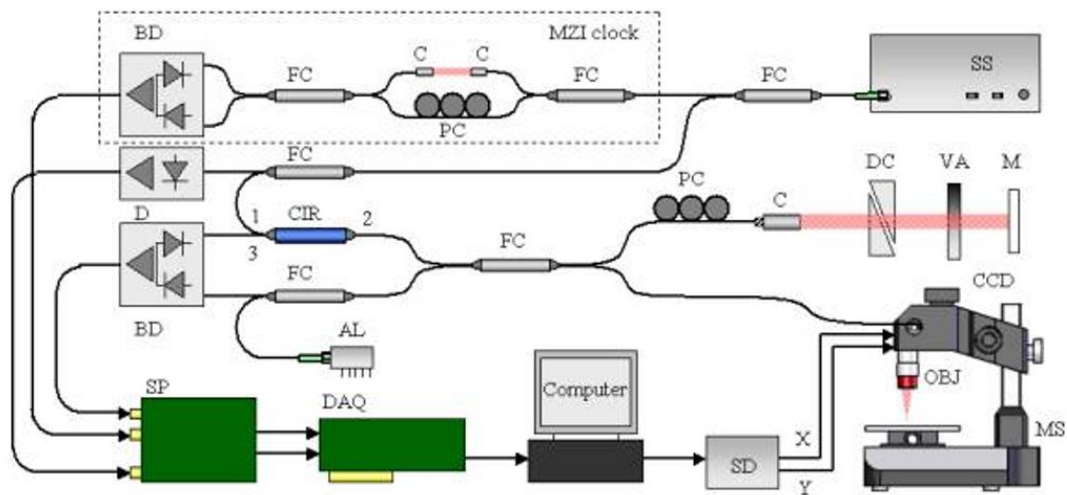 BD
MZI clock
C
C
FC
FC
FC
SS
PC
FC
PC
DC
VA
M
C
D
1
CIR
2
3
FC
FC
CCD
BD
AL
OBJ
SP
DAQ
Computer
X
MS
SD
Y